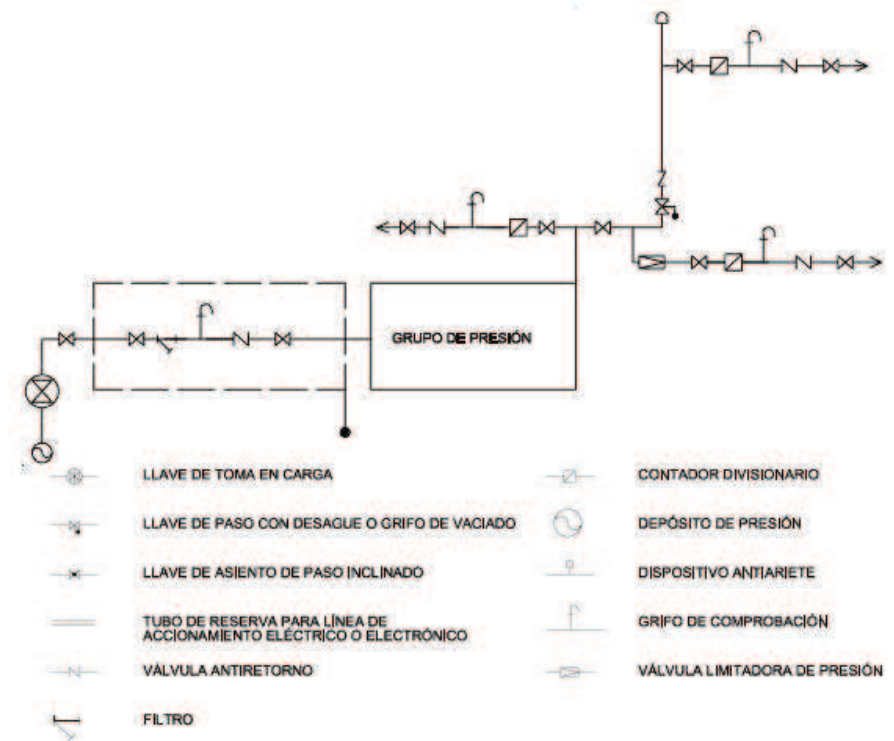 GRUPO DE PRESIÓN
LLAVE DE TOMA EN CARGA
LLAVE DE PASO CON DESAGUE O GRIFO DE VACIADO
LLAVE DE ASIENTO DE PASO INCLINADO
TUBO DE RESERVA PARA LÍNEA DE
ACCIONAMIENTO ELÉCTRICO O ELECTRÓNICO
VÁLVULA ANTIRETORNO
FILTRO
CONTADOR DIVISIONARIO
DEPÓSITO DE PRESIÓN
DISPOSITIVO ANTIARIETE
GRIFO DE COMPROBACIÓN
VÁLVULA LIMITADORA DE PRESIÓN